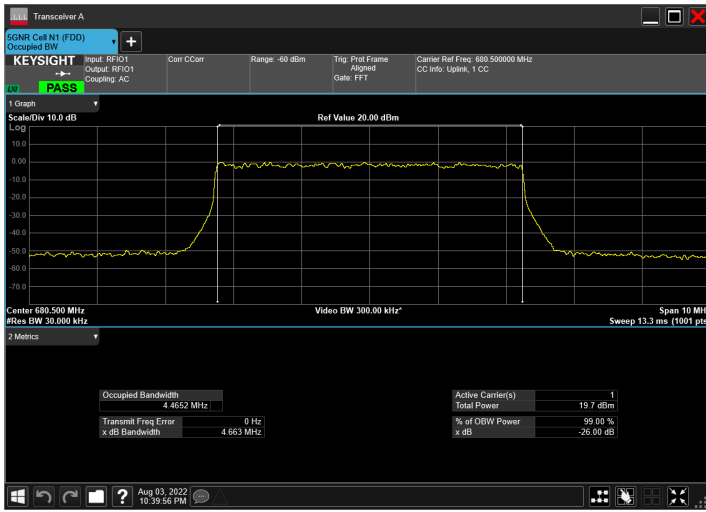 Transceiver A
5GNR Cell N1 (FDD)
Occupied BW
KEYSIGHT
LXI
PASS
Input: RFIO1
Output: RFIO1
Coupling: AC
Corr CCorr
Range: -60 dBm
Trig: Prot Frame
Aligned
Gate: FFT
Carrier Ref Freq: 680.500000 MHz
CC Info: Uplink, 1 CC
1 Graph
Scale/Div 10.0 dB
Ref Value 20.00 dBm
Log
10.0
0.00
-10.0
-20.0
-30.0
-40.0
-50.0
-60.0
-70.0
Center 680.500 MHz
Video BW 300.00 kHz*
Span 10 MH
#Res BW 30.000 kHz
Sweep 13.3 ms (1001 pts
2 Metrics
Occupied Bandwidth
4.4652 MHz
Transmit Freq Error 0 Hz
x dB Bandwidth 4.663 MHz
Active Carrier(s) 1
Total Power 19.7 dBm
% of OBW Power 99.00 %
x dB -26.00 dB
Aug 03, 2022
10:39:56 PM